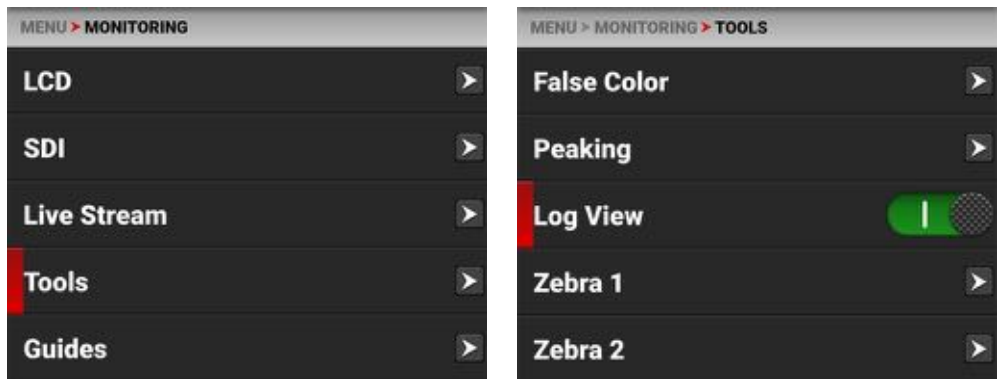 MENU > MONITORING
LCD
SDI
Live Stream
Tools
Guides
MENU > MONITORING > TOOLS
False Color
Peaking
Log View
Zebra 1
Zebra 2